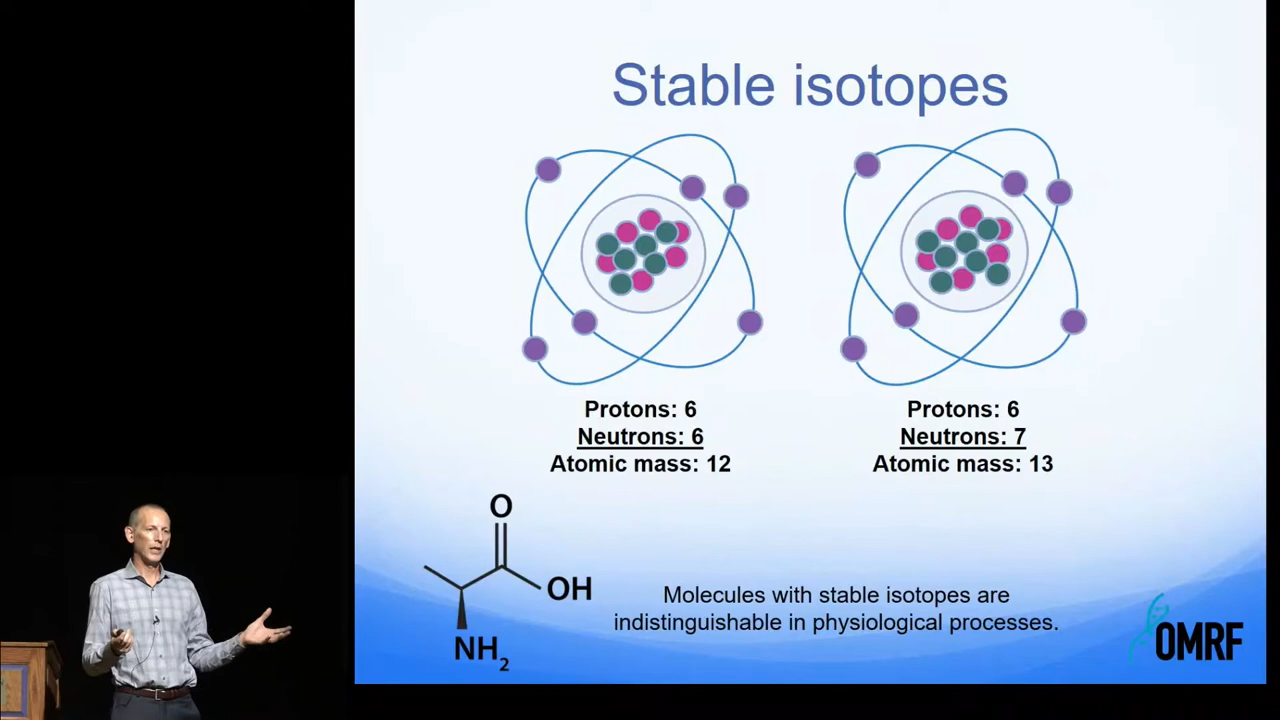 Stable isotopes
Protons: 6
Neutrons: 6
Atomic mass: 12
Protons: 6
Neutrons: 7
Atomic mass: 13
O
OH
NH2
Molecules with stable isotopes are
indistinguishable in physiological processes.
OMRF